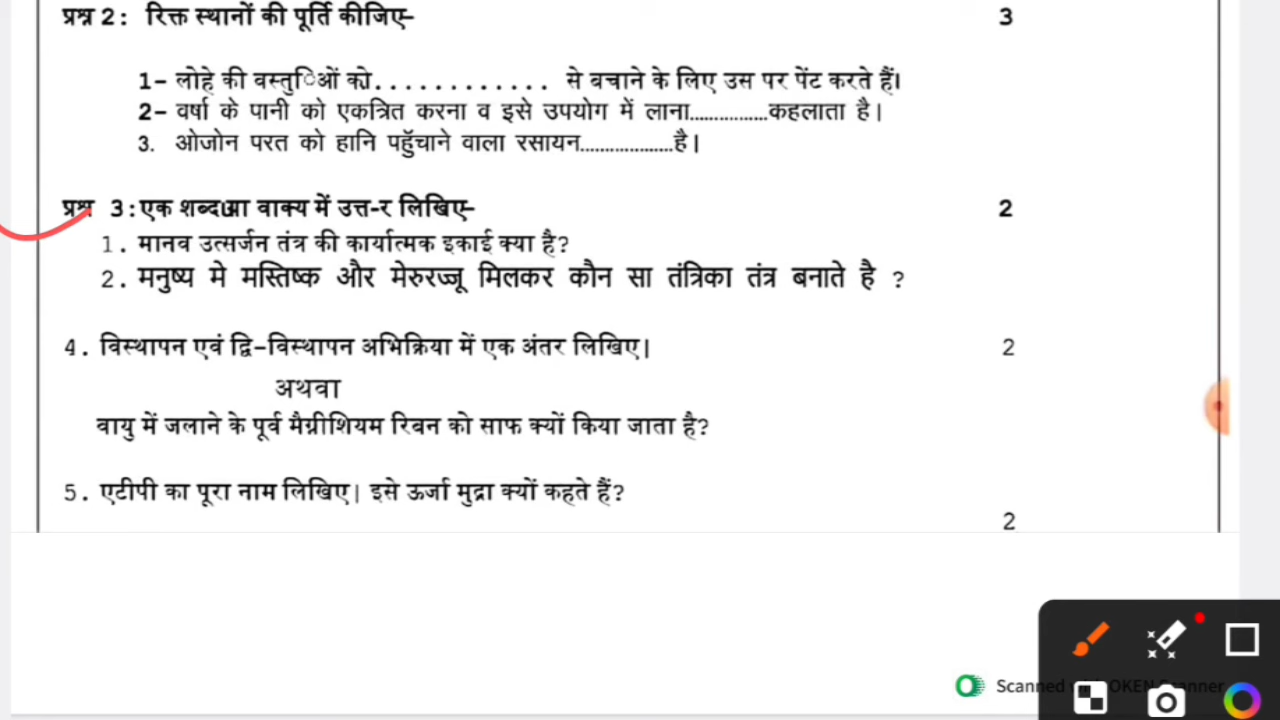 प्रश्न 2: रिक्त स्थानों की पूर्ति कीजिए- 3
1- लोहे की वस्तुिओं को............. से बचाने के लिए उस पर पेंट करते हैं।
2- वर्षा के पानी को एकत्रित करना व इसे उपयोग में लाना................कहलाता है।
3. ओजोन परत को हानि पहुँचाने वाला रसायन...................है।
प्रश्न 3:एक शब्द या वाक्य में उत्त-र लिखिए- 2
1. मानव उत्सर्जन तंत्र की कार्यात्मक इकाई क्या है?
2. मनुष्य मे मस्तिष्क और मेरुरज्जू मिलकर कौन सा तंत्रिका तंत्र बनाते है ?
4. विस्थापन एवं द्वि-विस्थापन अभिक्रिया में एक अंतर लिखिए। 2
अथवा
वायु में जलाने के पूर्व मैग्नीशियम रिबन को साफ क्यों किया जाता है?
5. एटीपी का पूरा नाम लिखिए। इसे ऊर्जा मुद्रा क्यों कहते हैं?
2
Scanned OKEN Scanner